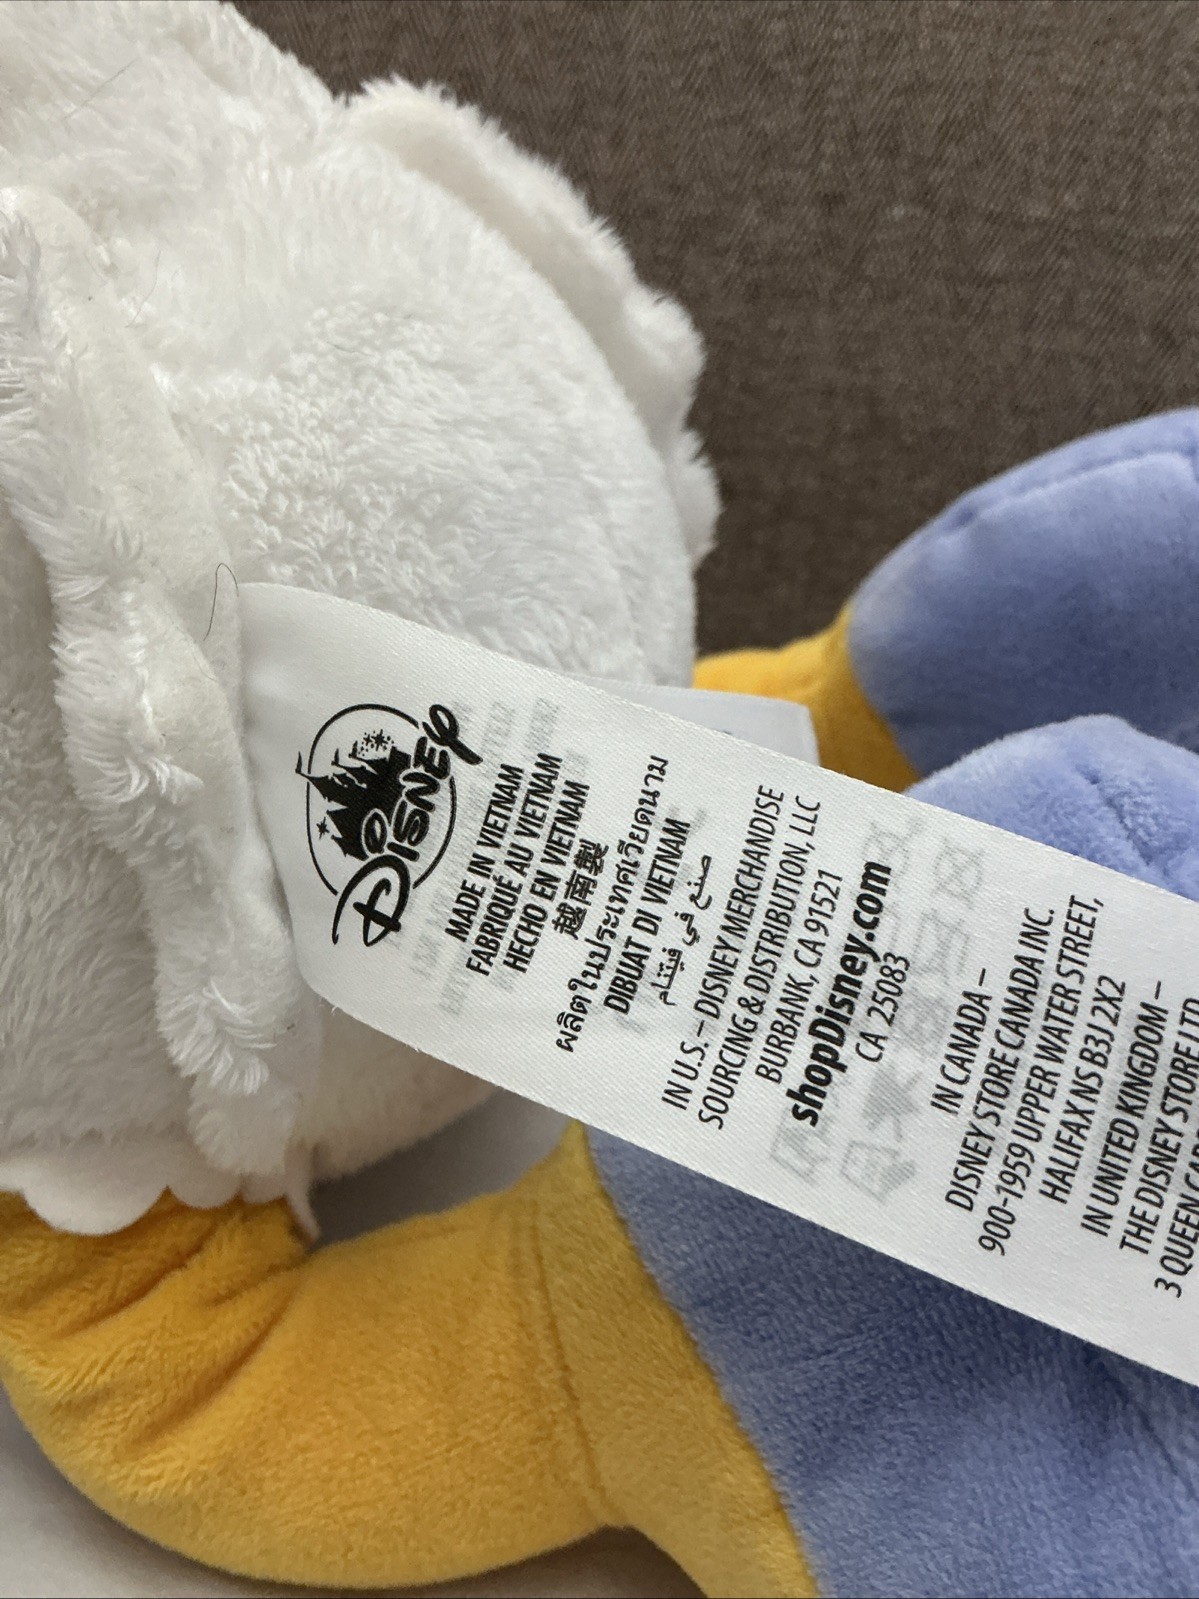 DISNEY
MADE IN VIETNAM
FABRIQUÉ AU VIETNAM
HECHO EN VIETNAM
越南製
ผลิตในประเทศเวียดนาม
DIBUAT DI VIETNAM
صنع في فيتنام
IN U.S. – DISNEY MERCHANDISE
SOURCING & DISTRIBUTION, LLC
BURBANK, CA 91521
shopDisney.com
CA 25083
IN CANADA –
DISNEY STORE CANADA INC.
900-1959 UPPER WATER STREET,
HALIFAX NS B3J 2X2
IN UNITED KINGDOM –
THE DISNEY STORE LTD
3 QUEEN